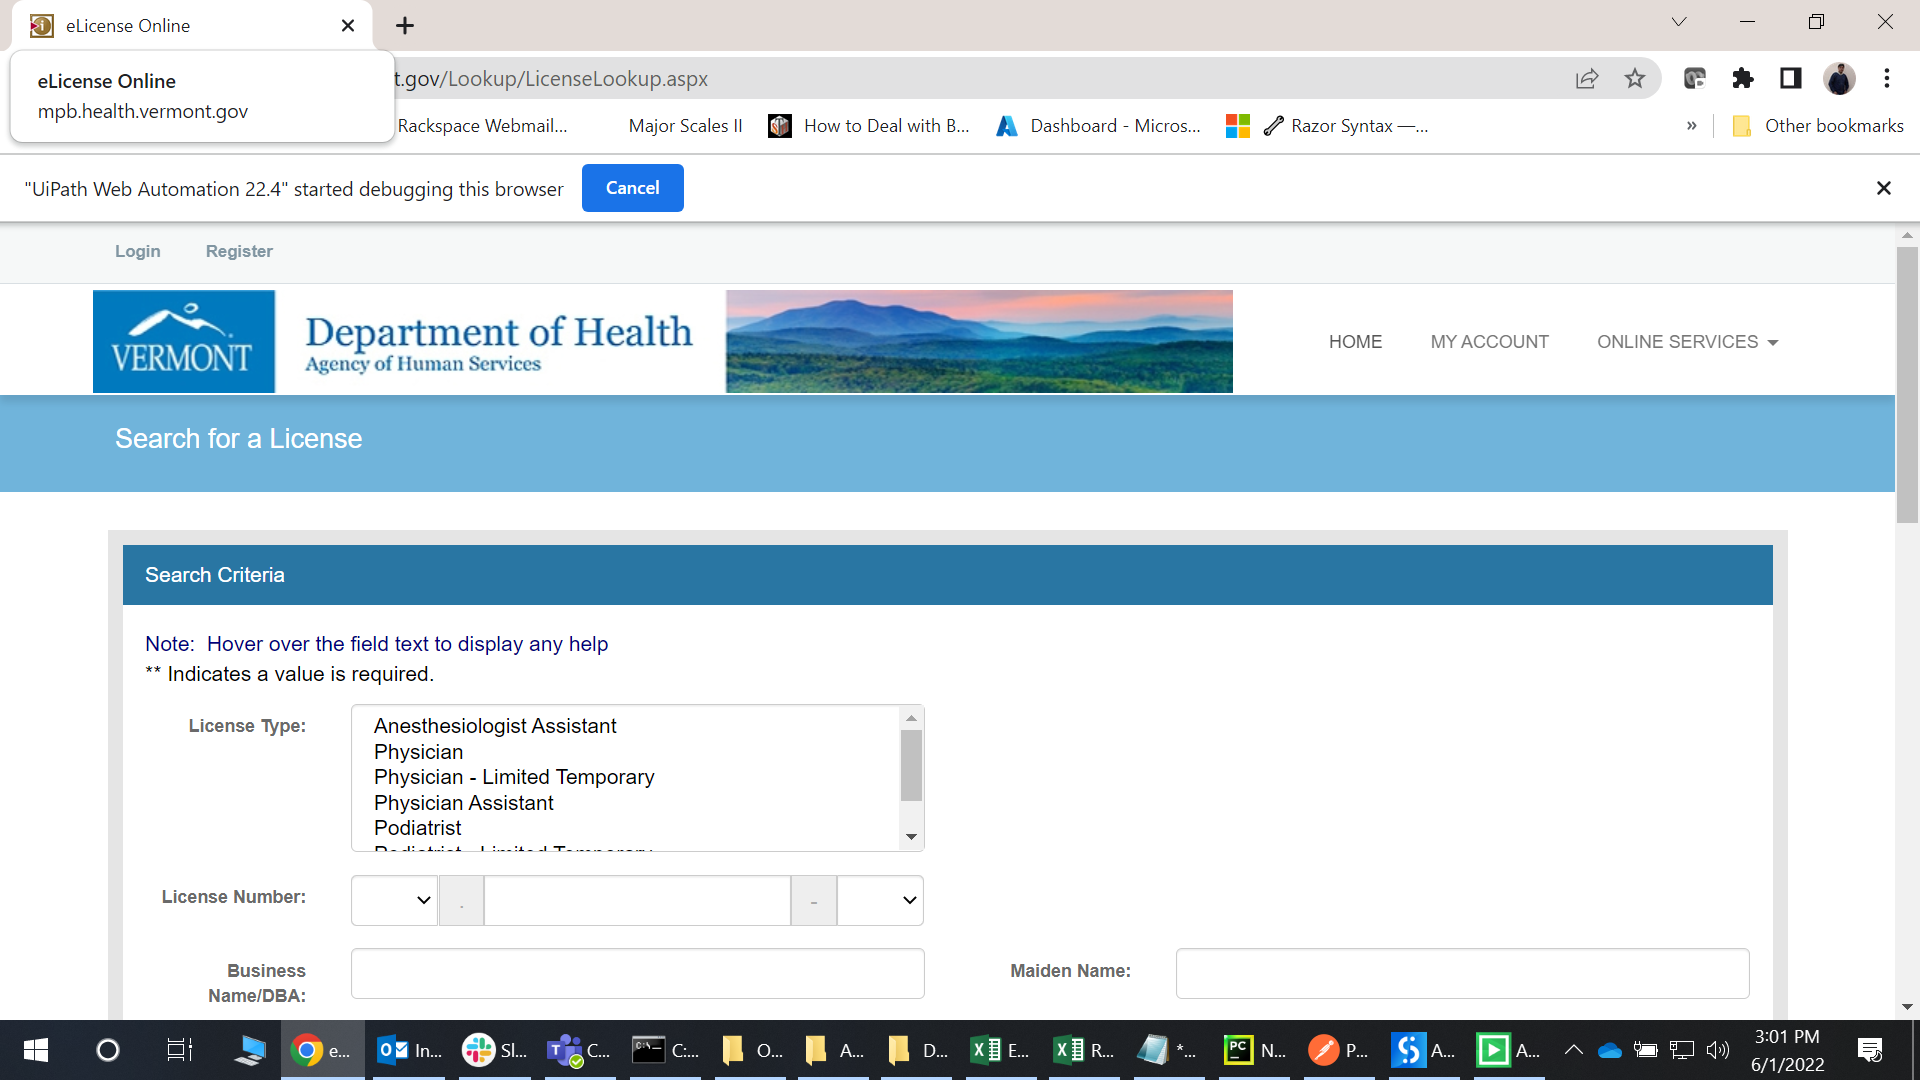 eLicense Online
eLicense Online
mpb.health.vermont.gov
t.gov/Lookup/LicenseLookup.aspx
Rackspace Webmail...
Major Scales II
How to Deal with B...
Dashboard - Micros...
Razor Syntax —...
»
Other bookmarks
"UiPath Web Automation 22.4" started debugging this browser
Cancel
Login
Register
VERMONT
Department of Health
Agency of Human Services
HOME
MY ACCOUNT
ONLINE SERVICES
Search for a License
Search Criteria
Note: Hover over the field text to display any help
** Indicates a value is required.
License Type:
Anesthesiologist Assistant
Physician
Physician - Limited Temporary
Physician Assistant
Podiatrist
Podiatrist - Limited Temporary
License Number:
.
-
Business
Name/DBA:
Maiden Name:
e...
In...
Sl...
C...
C:...
O...
A...
D...
E...
R...
*...
N...
P...
A...
A...
3:01 PM
6/1/2022